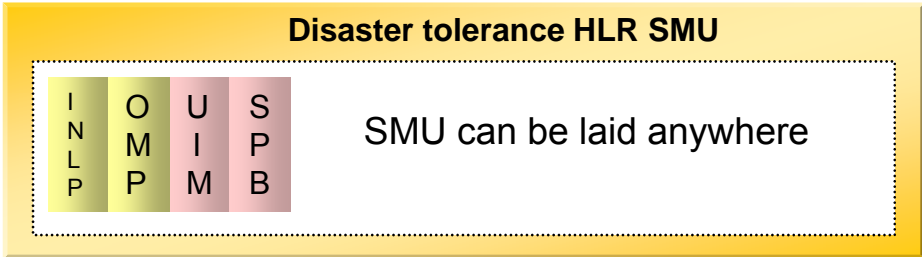 Disaster tolerance HLR SMU
INLP
OMP
UIM
SPB
SMU can be laid anywhere